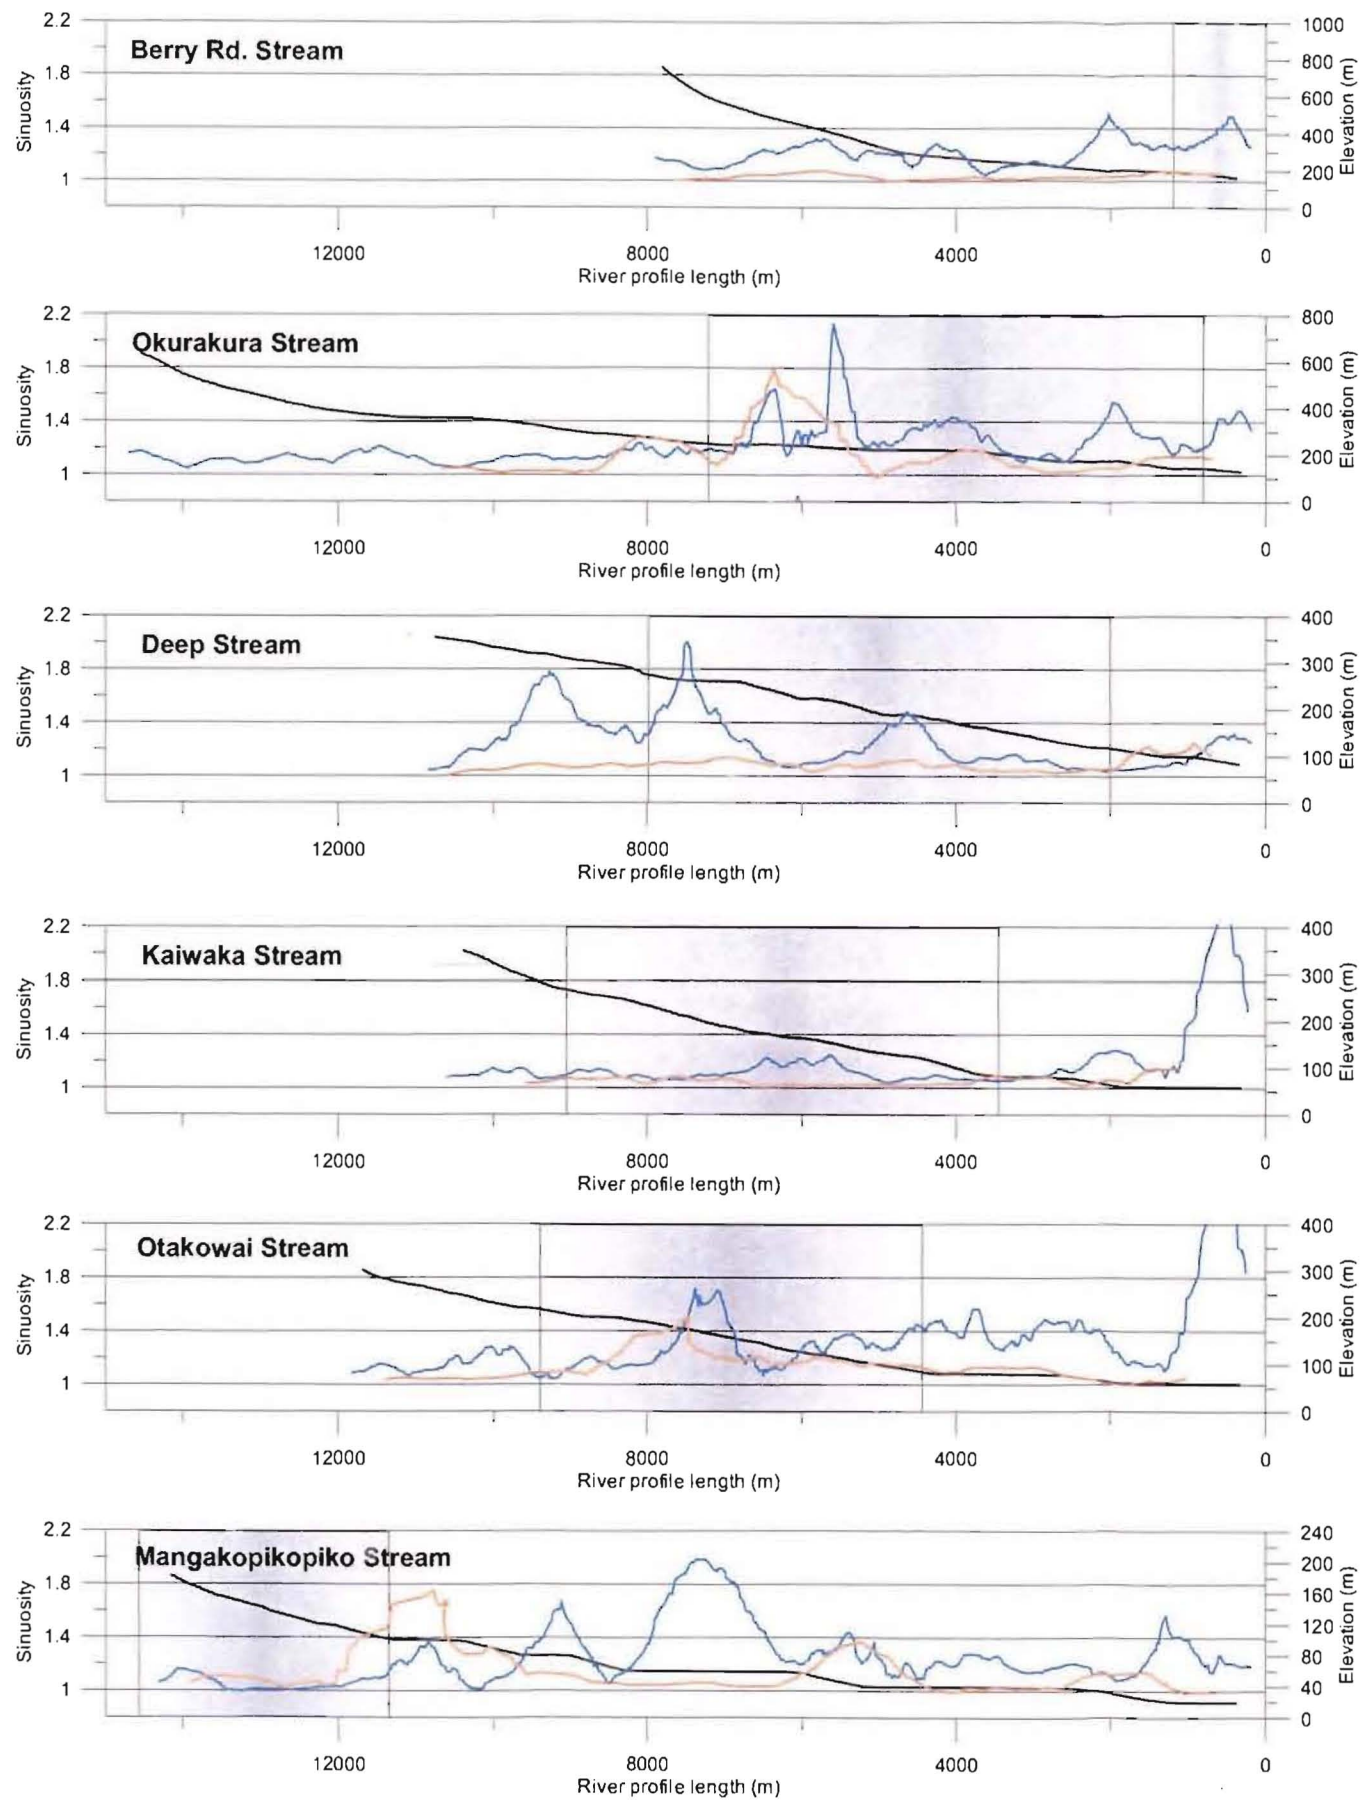 2.2
1000
Berry Rd. Stream
1.8
800
600
1.4
400
1
200
0
Sinuosity
Elevation (m)
12000 8000 4000 0
River profile length (m)
2.2
800
Okurakura Stream
1.8
600
1.4
400
1
200
0
Sinuosity
Elevation (m)
12000 8000 4000 0
River profile length (m)
2.2
400
Deep Stream
1.8
300
1.4
200
1
100
0
Sinuosity
Elevation (m)
12000 8000 4000 0
River profile length (m)
2.2
400
Kaiwaka Stream
1.8
300
1.4
200
1
100
0
Sinuosity
Elevation (m)
12000 8000 4000 0
River profile length (m)
2.2
400
Otakowai Stream
1.8
300
1.4
200
1
100
0
Sinuosity
Elevation (m)
12000 8000 4000 0
River profile length (m)
2.2
240
Mangakopikopiko Stream
200
1.8
160
120
1.4
80
1
40
0
Sinuosity
Elevation (m)
12000 8000 4000 0
River profile length (m)